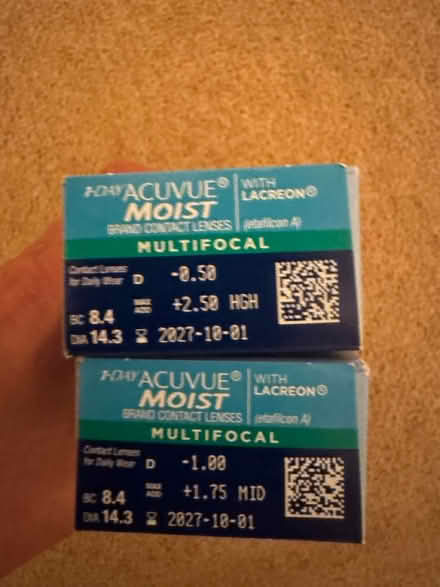 1-DAY ACUVUE® WITH
MOIST LACREON®
BRAND CONTACT LENSES (etafilcon A)
MULTIFOCAL
Contact Lenses
for Daily Wear D -0.50
MAX
ADD +2.50 HGH
BC 8.4
DIA 14.3 2027-10-01
1-DAY ACUVUE® WITH
MOIST LACREON®
BRAND CONTACT LENSES (etafilcon A)
MULTIFOCAL
Contact Lenses
for Daily Wear D -1.00
MAX
ADD +1.75 MID
BC 8.4
DIA 14.3 2027-10-01